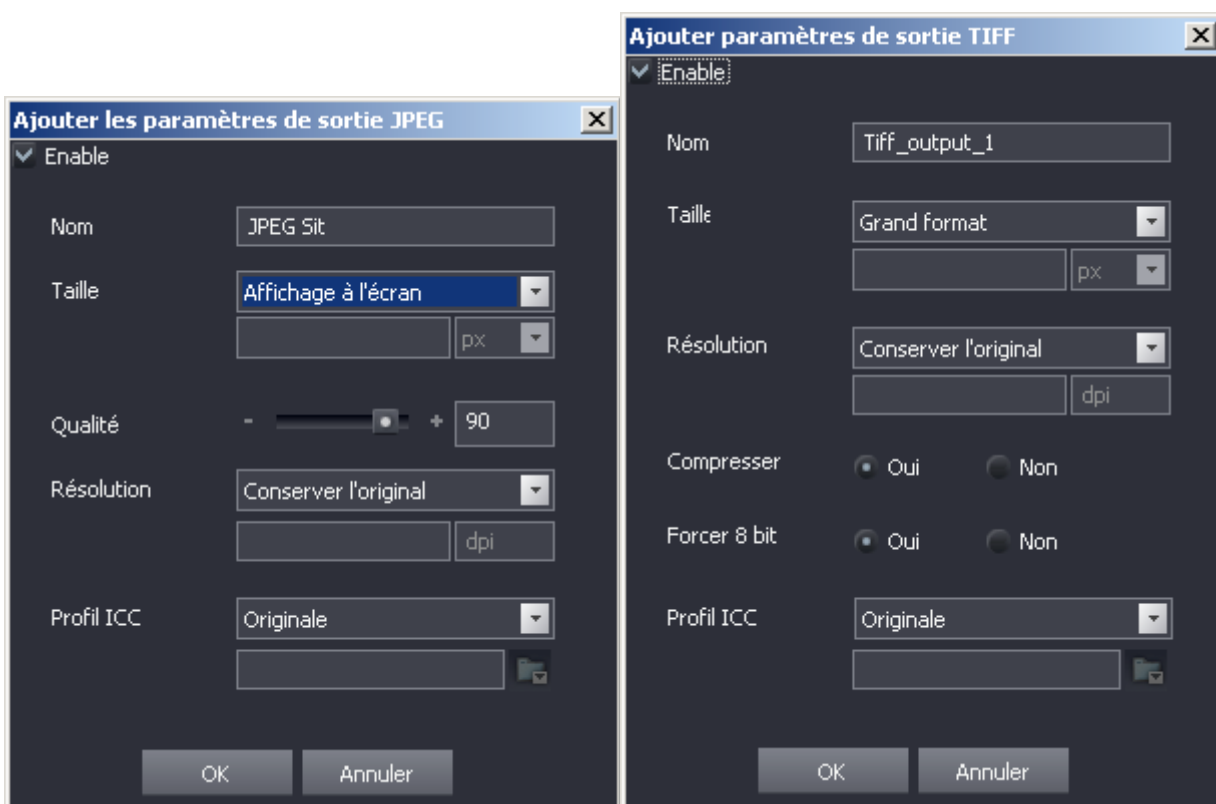 Ajouter les paramètres de sortie JPEG
Enable
Nom
JPEG Sit
Taille
Affichage à l'écran
px
Qualité
- + 90
Résolution
Conserver l'original
dpi
Profil ICC
Originale
OK Annuler
Ajouter paramètres de sortie TIFF
Enable
Nom
Tiff_output_1
Taille
Grand format
px
Résolution
Conserver l'original
dpi
Compresser
Oui Non
Forcer 8 bit
Oui Non
Profil ICC
Originale
OK Annuler